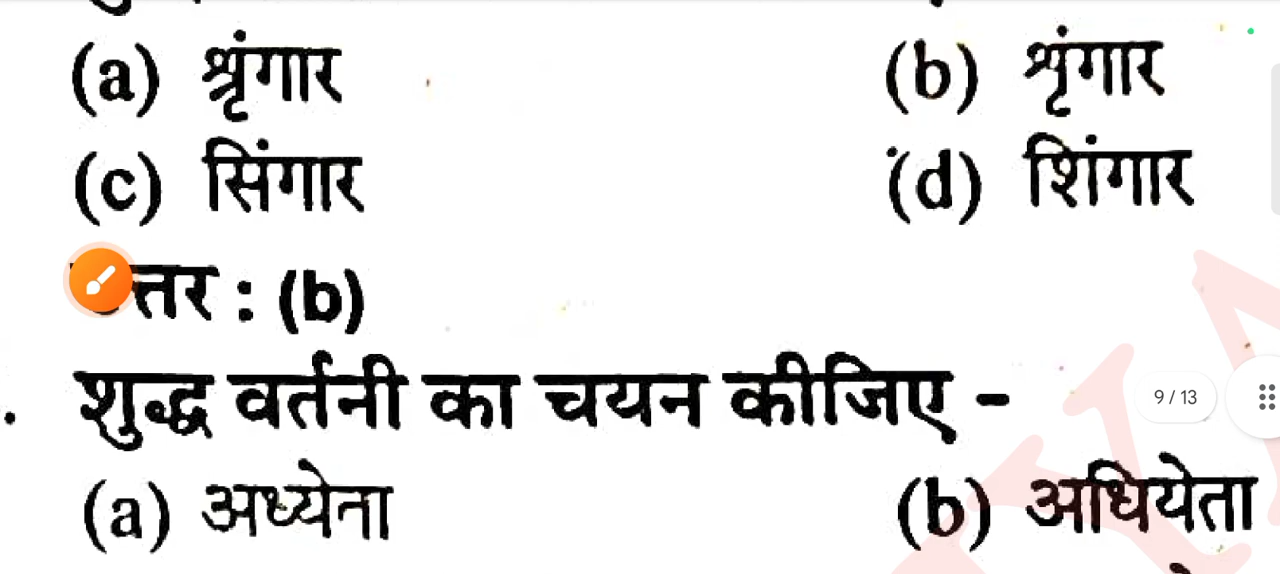 (a) श्रृंगार (b) शृंगार
(c) सिंगार (d) शिंगार
त्तर : (b)
. शुद्ध वर्तनी का चयन कीजिए –
9 / 13
(a) अध्येना (b) अधियेता